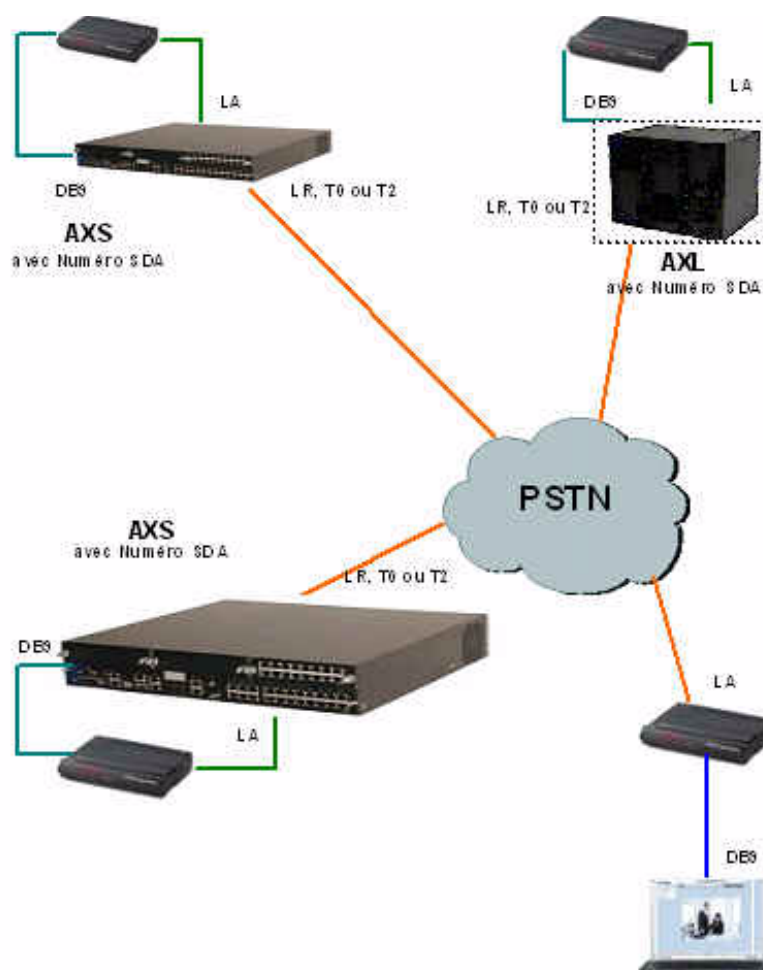 LA
DB9
LA
DB9
LR, T0 ou T2
LR, T0 ou T2
AXS
avec Numéro SDA
AXL
avec Numéro SDA
PSTN
AXS
avec Numéro SDA
LR, T0 ou T2
DB9
LA
LA
DB9